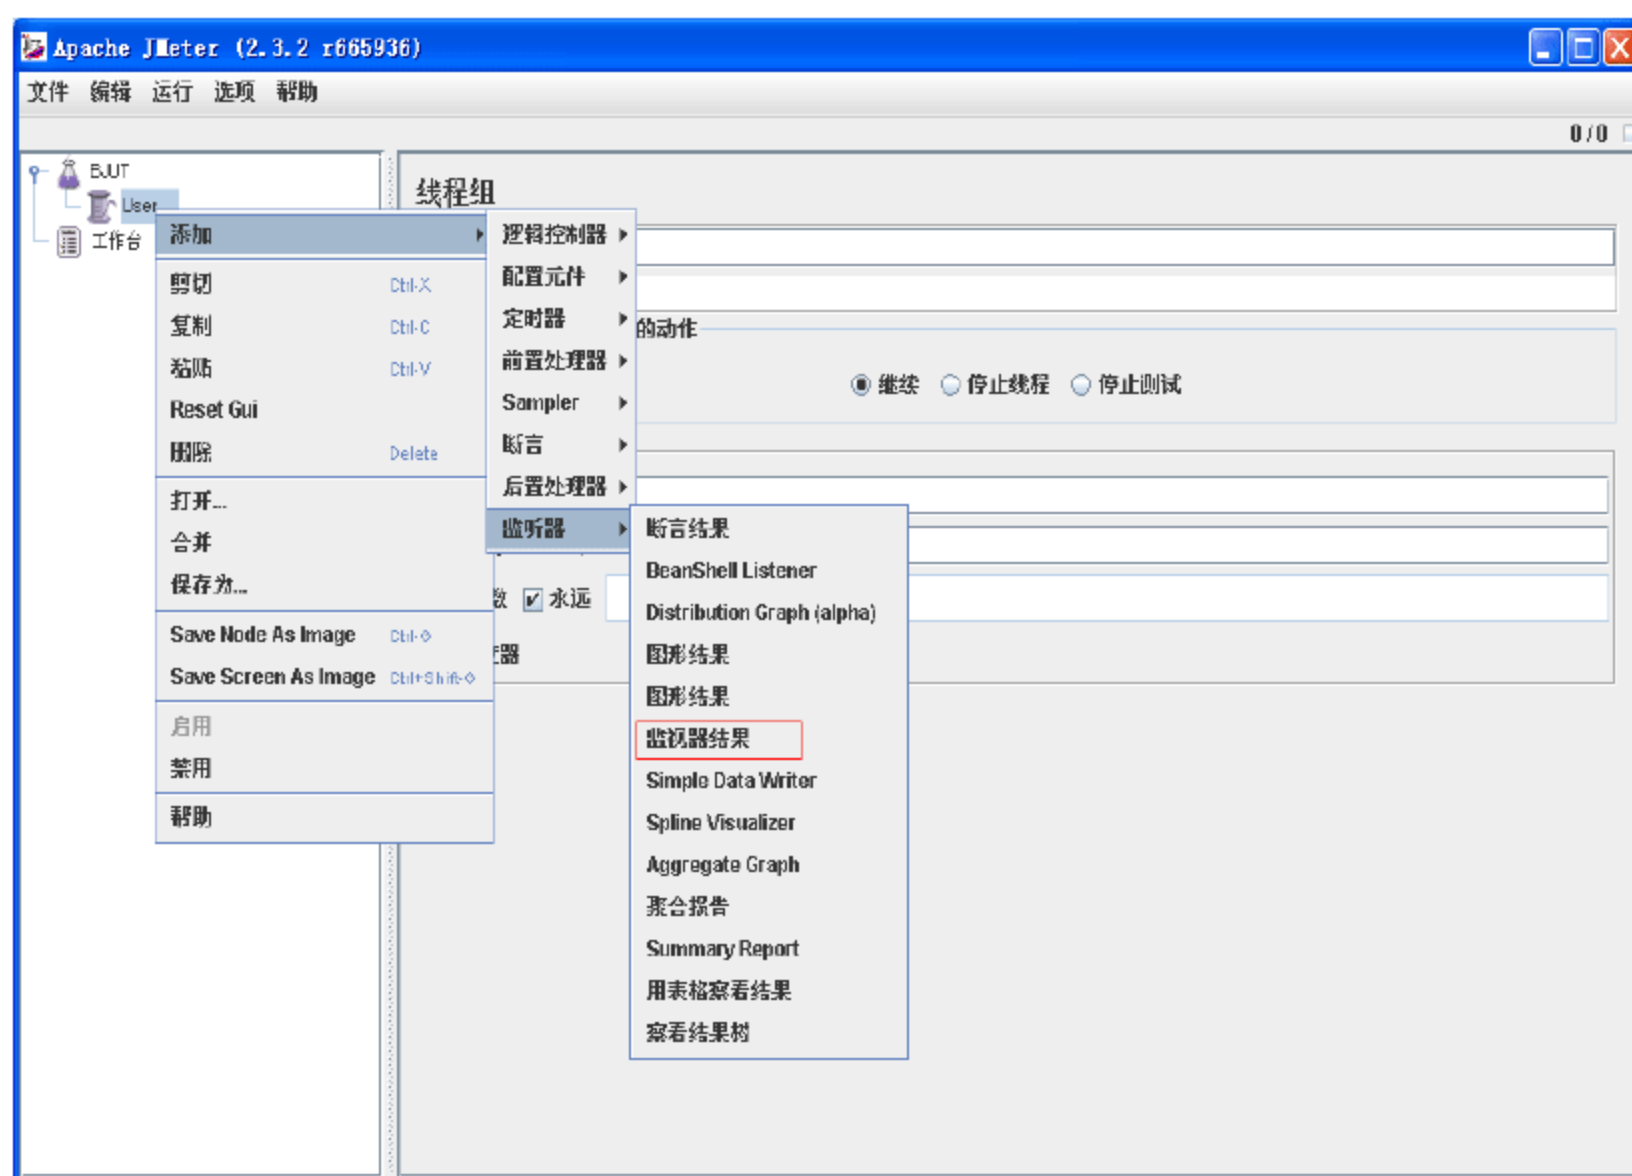 Apache JMeter (2.3.2 r665936)
文件 编辑 运行 选项 帮助
0/0
BJUT
User
工作台
线程组
添加
剪切 Ctrl-X
复制 Ctrl-C
粘贴 Ctrl-V
Reset Gui
删除 Delete
打开...
合并
保存为...
Save Node As Image Ctrl-G
Save Screen As Image Ctrl+Shift-G
启用
禁用
帮助
逻辑控制器
配置元件
定时器
前置处理器
Sampler
断言
后置处理器
监听器
断言结果
BeanShell Listener
Distribution Graph (alpha)
图形结果
图形结果
监视器结果
Simple Data Writer
Spline Visualizer
Aggregate Graph
聚合报告
Summary Report
用表格察看结果
察看结果树
的动作
继续 停止线程 停止测试
数 永远
器